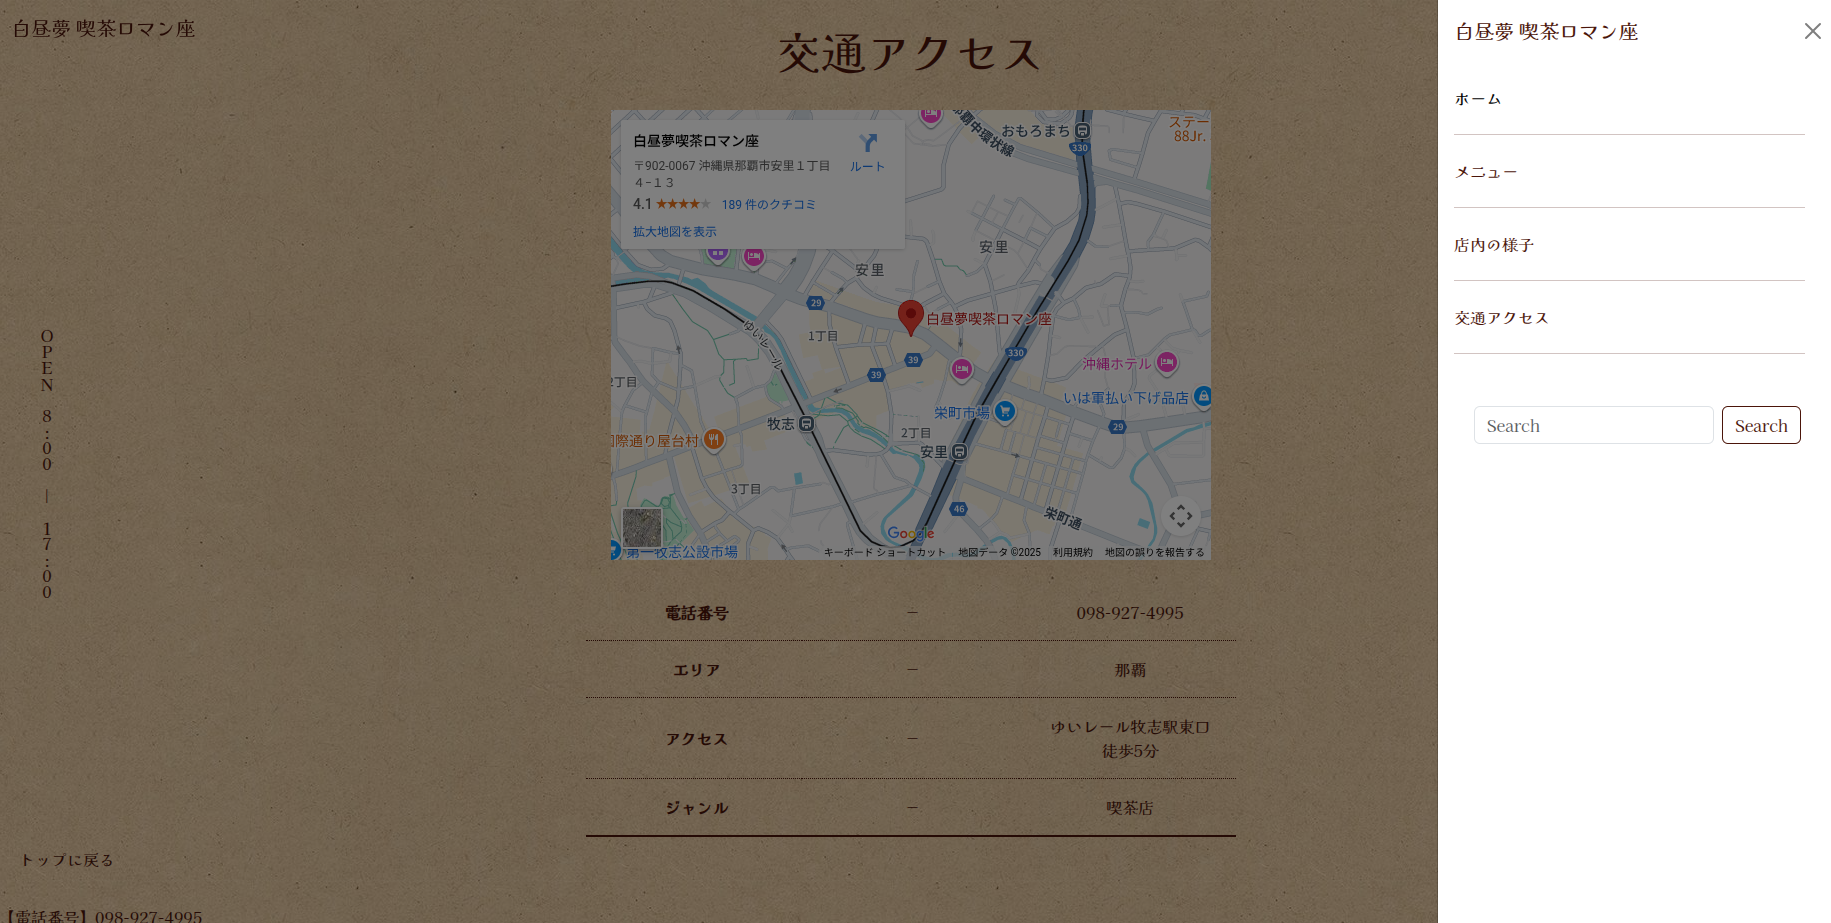 白昼夢 喫茶ロマン座
交通アクセス
白昼夢喫茶ロマン座
〒902-0067 沖縄県那覇市安里１丁目
４−１３
ルート
4.1 ★★★★★ 189 件のクチコミ
拡大地図を表示
那覇中環状線
おもろまち
330
ステー
88Jr.
安里
安里
29
1丁目
白昼夢喫茶ロマン座
ゆいレール
39
330
39
沖縄ホテル
2丁目
いは軍払い下げ品店
栄町市場
牧志
29
2丁目
際通り屋台村
安里
3丁目
46
栄町通
Google
第一牧志公設市場
キーボード ショートカット
地図データ ©2025
利用規約
地図の誤りを報告する
OPEN 8:00 | 17:00
電話番号 − 098-927-4995
エリア − 那覇
アクセス − ゆいレール牧志駅東口
徒歩5分
ジャンル − 喫茶店
トップに戻る
【電話番号】098-927-4995
白昼夢 喫茶ロマン座
ホーム
メニュー
店内の様子
交通アクセス
Search
Search